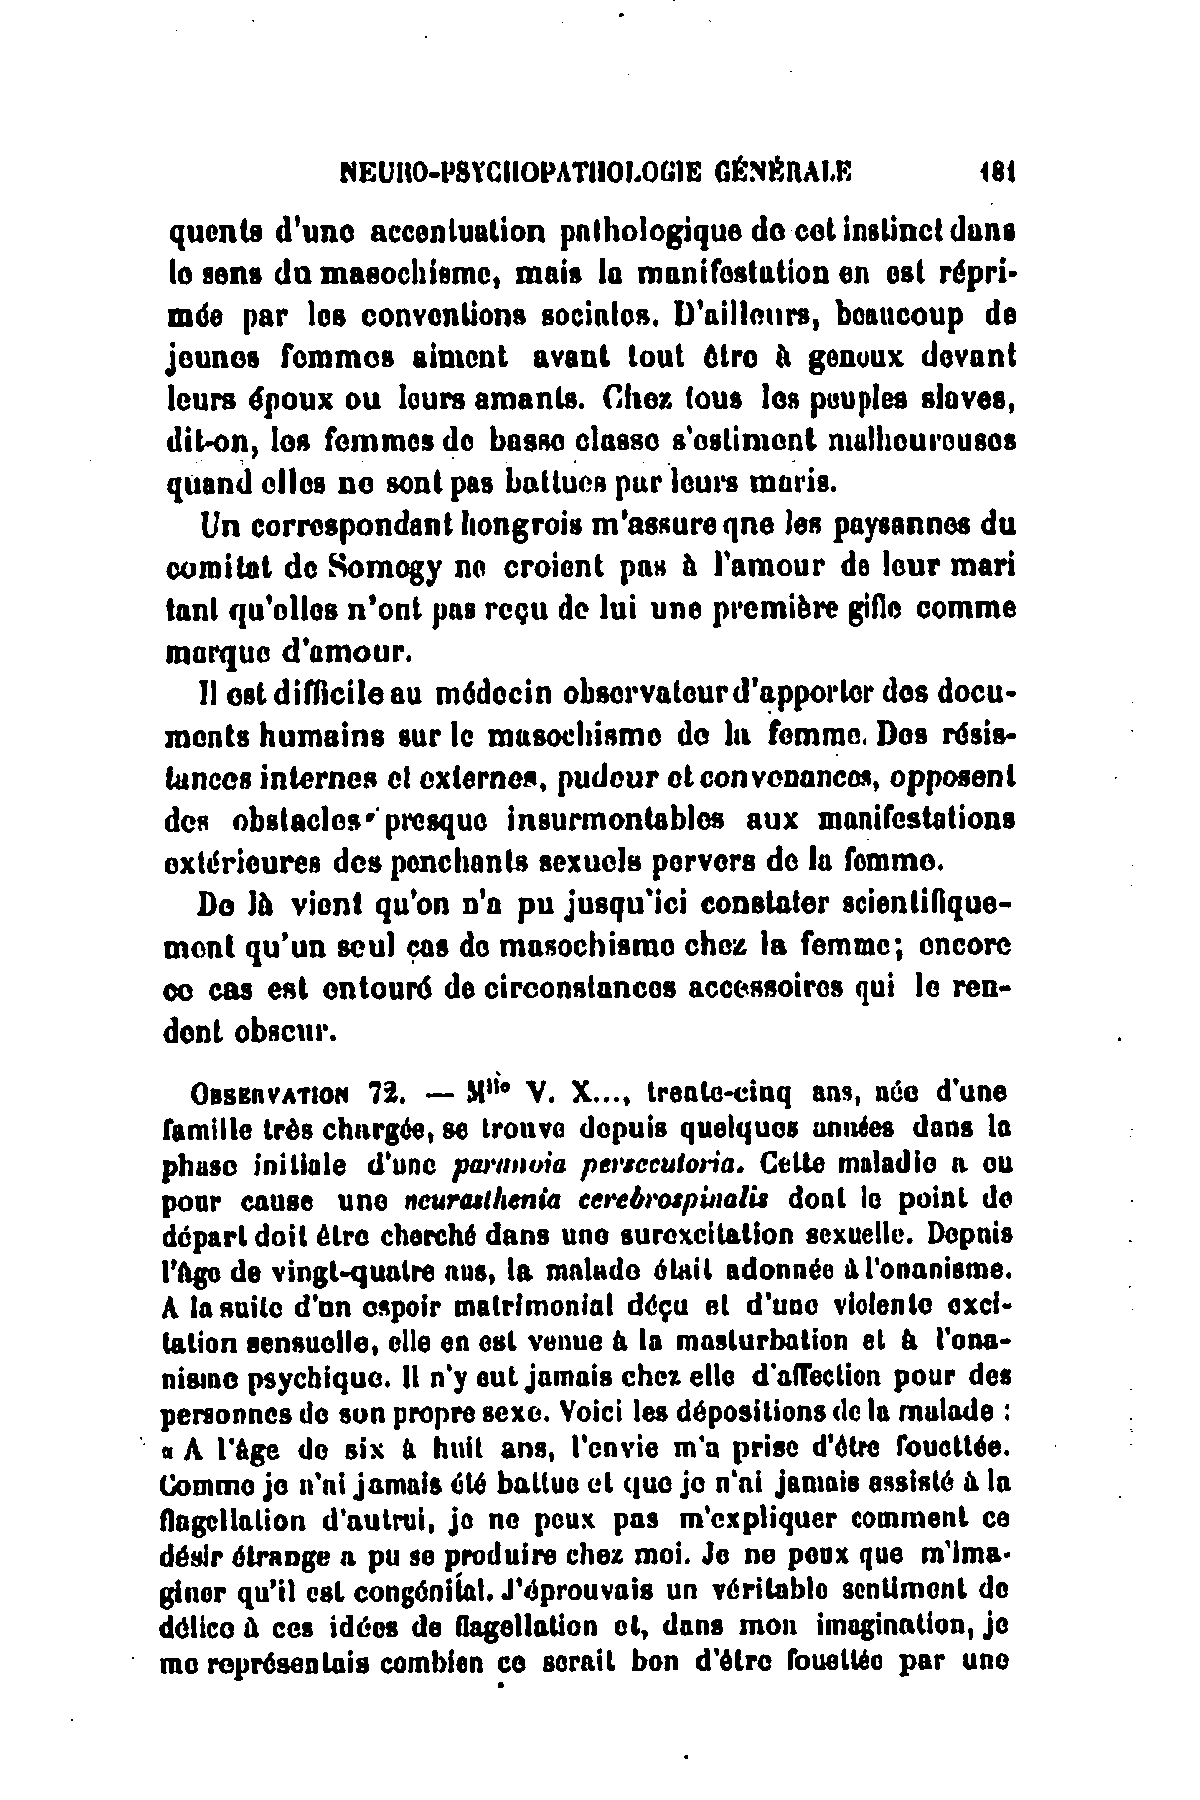 NEURO-PSYCHOPATHOLOGIE GÉNÉRALE 181
quents d'une accentuation pathologique de cet instinct dans
le sens du masochisme, mais la manifestation en est répri-
mée par les conventions sociales. D'ailleurs, beaucoup de
jeunes femmes aiment avant tout être à genoux devant
leurs époux ou leurs amants. Chez tous les peuples slaves,
dit-on, les femmes de basse classe s'estiment malheureuses
quand elles ne sont pas battues par leurs maris.
Un correspondant hongrois m'assure qne les paysannes du
comitat de Somogy ne croient pas à l'amour de leur mari
tant qu'elles n'ont pas reçu de lui une première gifle comme
marque d'amour.
Il est difficile au médecin observateur d'apporter des docu-
ments humains sur le masochisme de la femme. Des résis-
tances internes et externes, pudeur et convenances, opposent
des obstacles presque insurmontables aux manifestations
extérieures des penchants sexuels pervers de la femme.
De là vient qu'on n'a pu jusqu'ici constater scientifique-
ment qu'un seul cas de masochisme chez la femme; encore
ce cas est entouré de circonstances accessoires qui le ren-
dent obscur.
OBSERVATION 72. — Mlle V. X..., trente-cinq ans, née d'une
famille très chargée, se trouve depuis quelques années dans la
phase initiale d'une paranoia persecutoria. Cette maladie a eu
pour cause une neurasthenia cerebrospinalis dont le point de
départ doit être cherché dans une surexcitation sexuelle. Depuis
l'âge de vingt-quatre ans, la malade était adonnée à l'onanisme.
A la suite d'un espoir matrimonial déçu et d'une violente exci-
tation sensuelle, elle en est venue à la masturbation et à l'ona-
nisme psychique. Il n'y eut jamais chez elle d'affection pour des
personnes de son propre sexe. Voici les dépositions de la malade :
« A l'âge de six à huit ans, l'envie m'a prise d'être fouettée.
Comme je n'ai jamais été battue et que je n'ai jamais assisté à la
flagellation d'autrui, je ne peux pas m'expliquer comment ce
désir étrange a pu se produire chez moi. Je ne peux que m'ima-
giner qu'il est congénital. J'éprouvais un véritable sentiment de
délice à ces idées de flagellation et, dans mon imagination, je
me représentais combien ce serait bon d'être fouettée par une